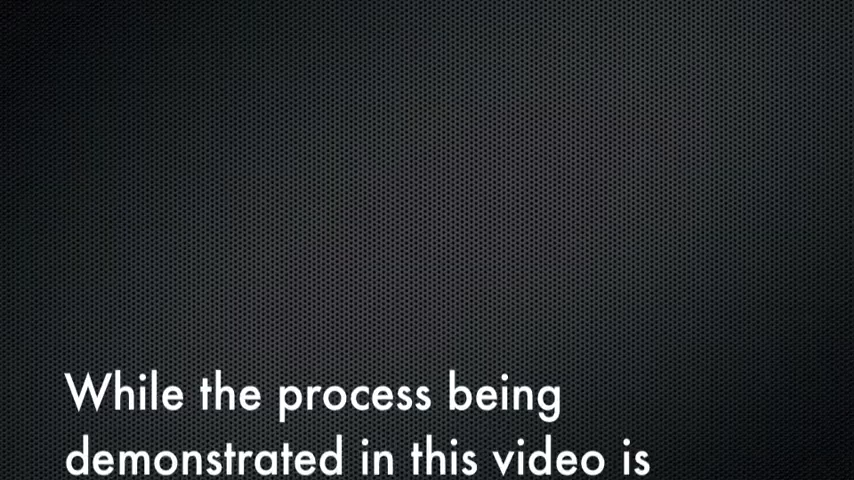 While the process being
demonstrated in this video is